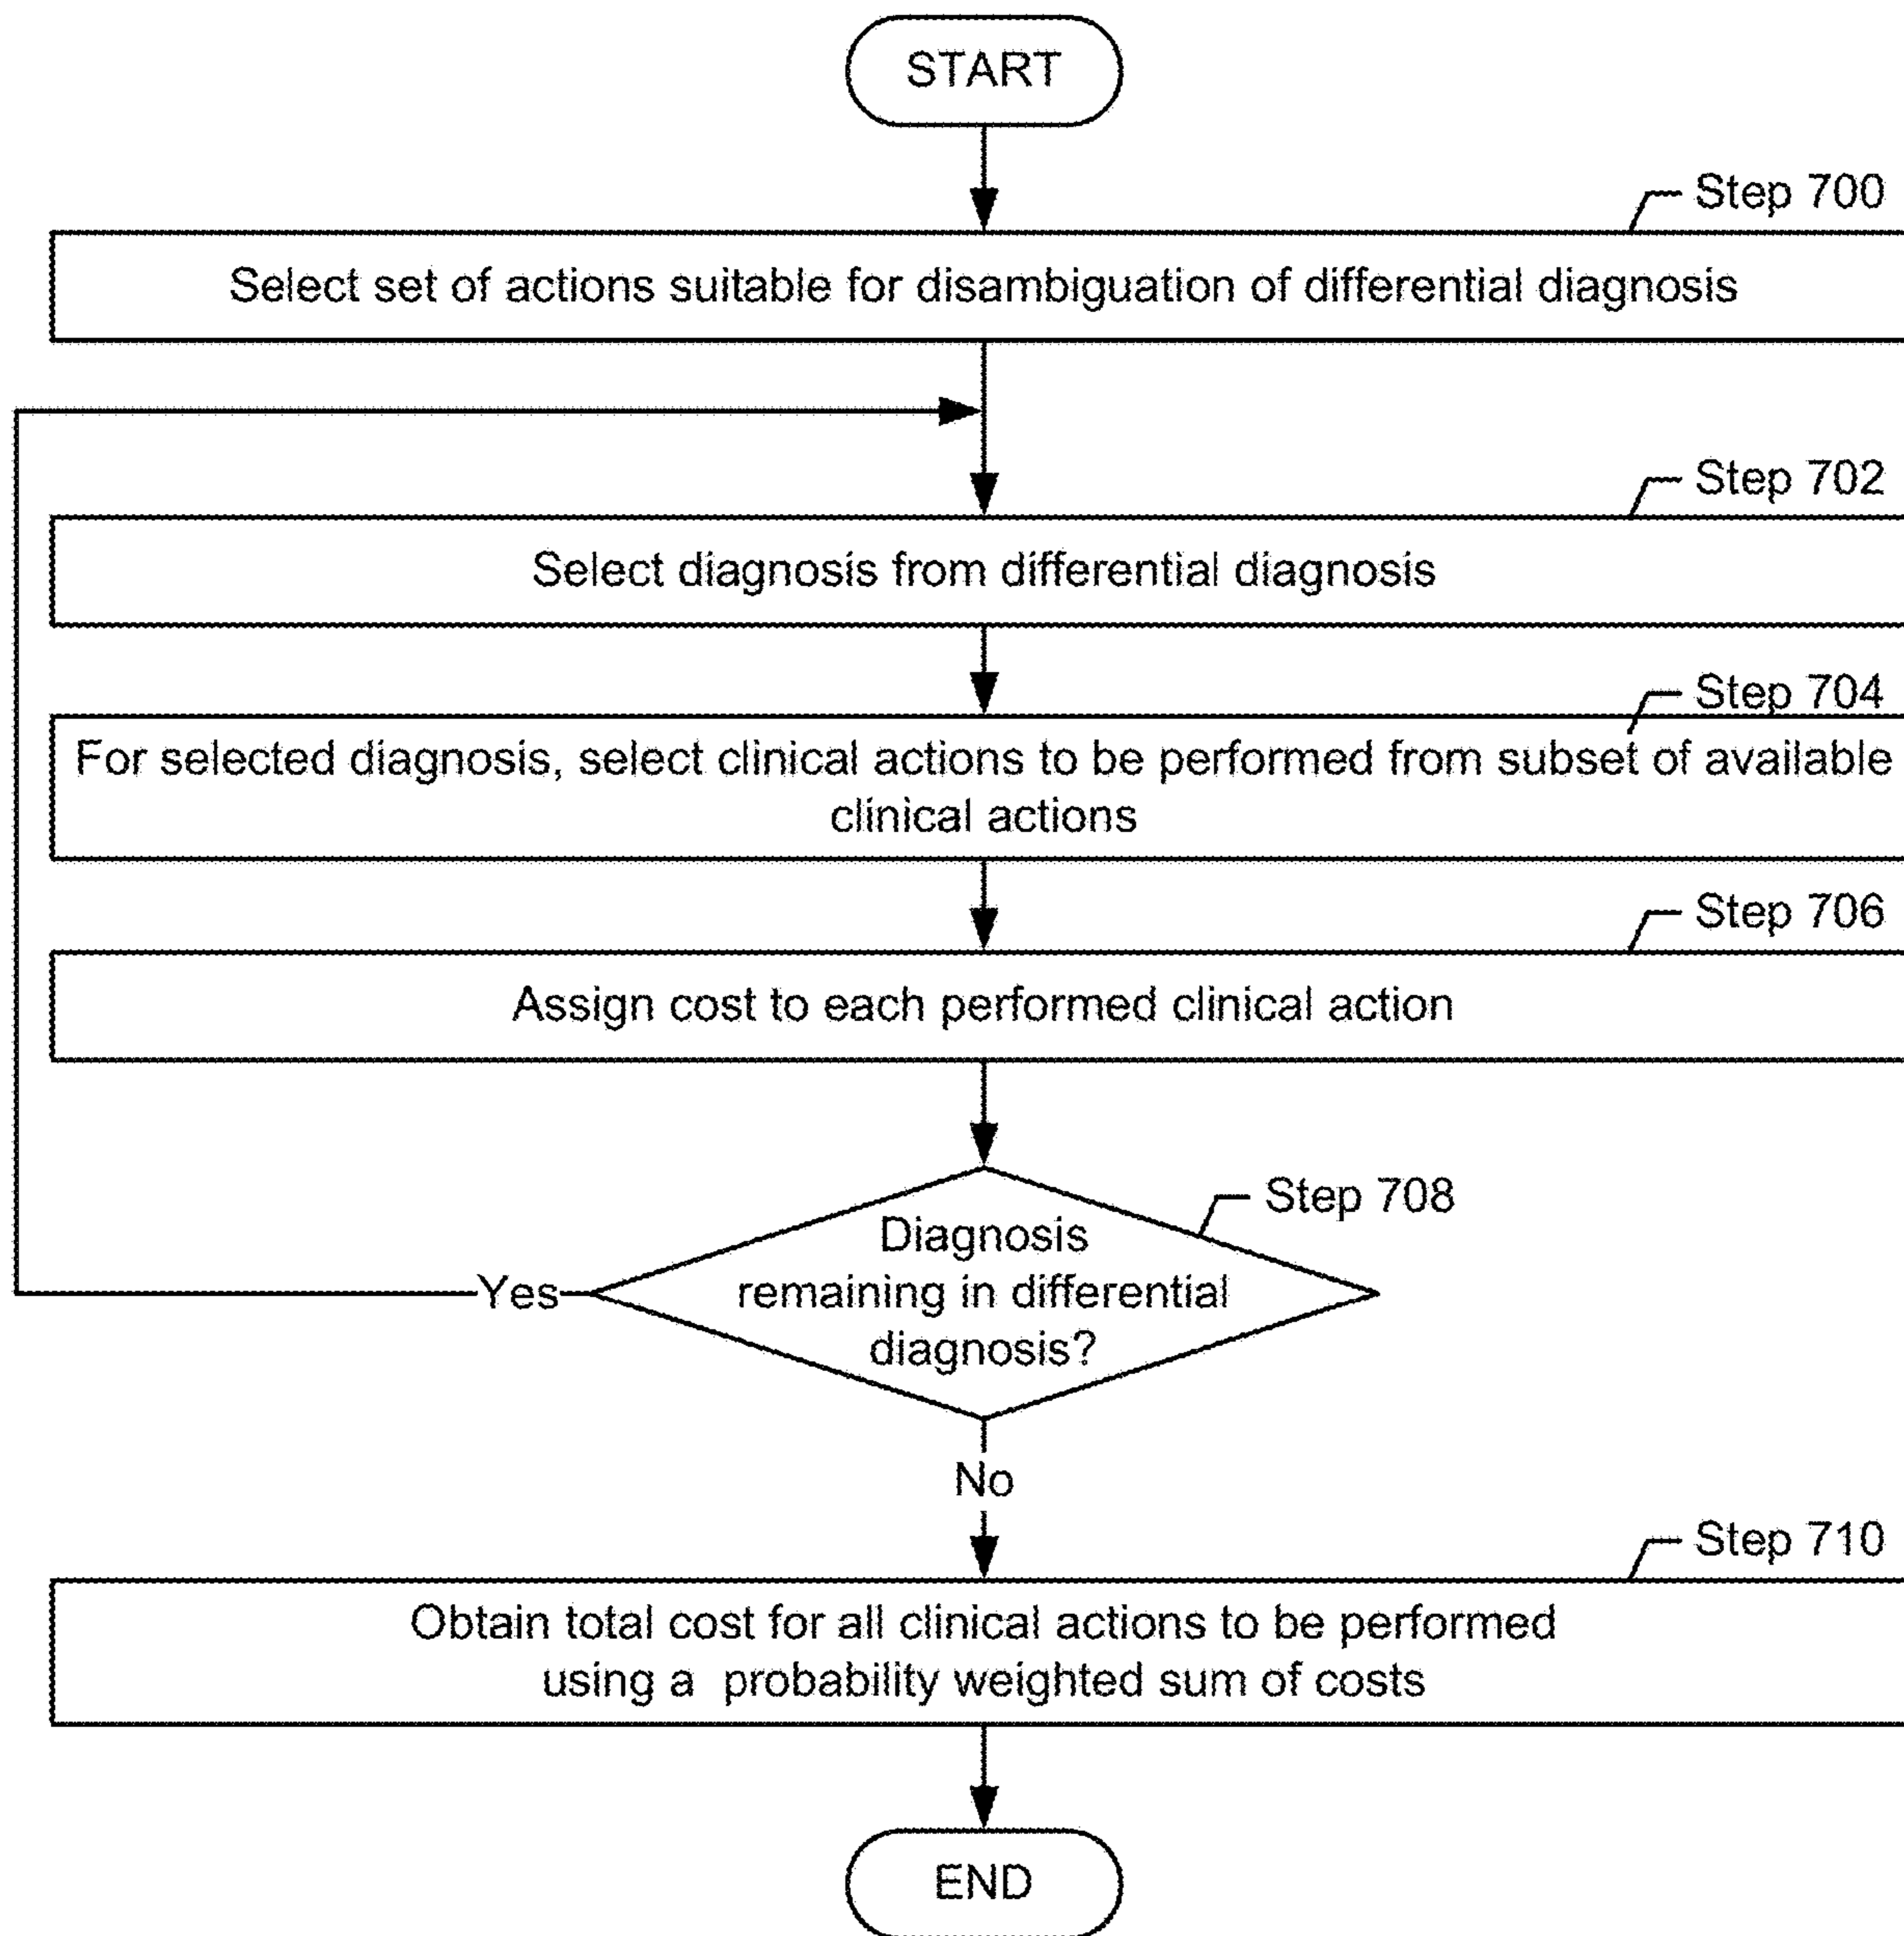 START
Step 700
Select set of actions suitable for disambiguation of differential diagnosis
Step 702
Select diagnosis from differential diagnosis
Step 704
For selected diagnosis, select clinical actions to be performed from subset of available
clinical actions
Step 706
Assign cost to each performed clinical action
Step 708
Diagnosis
remaining in differential
diagnosis?
Yes
No
Step 710
Obtain total cost for all clinical actions to be performed
using a probability weighted sum of costs
END